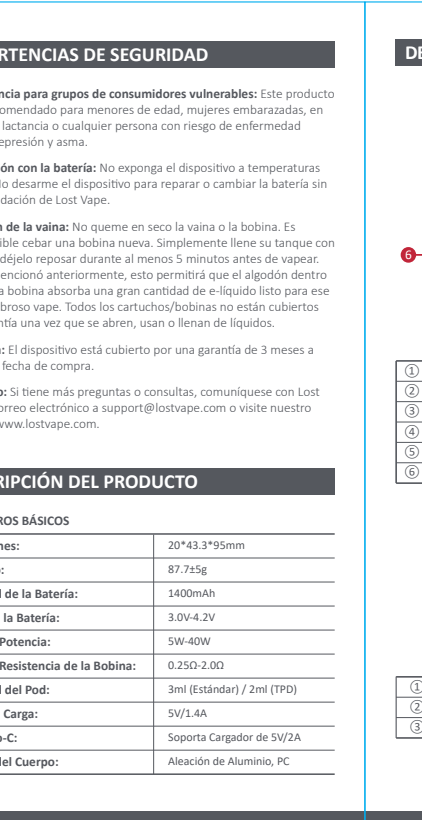 RTENCIAS DE SEGURIDAD
ncia para grupos de consumidores vulnerables: Este producto
omendado para menores de edad, mujeres embarazadas, en
lactancia o cualquier persona con riesgo de enfermedad
epresión y asma.
ón con la batería: No exponga el dispositivo a temperaturas
No desarme el dispositivo para reparar o cambiar la batería sin
dación de Lost Vape.
n de la vaina: No queme en seco la vaina o la bobina. Es
ible cebar una bobina nueva. Simplemente llene su tanque con
déjelo reposar durante al menos 5 minutos antes de vapear.
encionó anteriormente, esto permitirá que el algodón dentro
a bobina absorba una gran cantidad de e-líquido listo para ese
broso vape. Todos los cartuchos/bobinas no están cubiertos
ntía una vez que se abren, usan o llenan de líquidos.
: El dispositivo está cubierto por una garantía de 3 meses a
fecha de compra.
o: Si tiene más preguntas o consultas, comuníquese con Lost
orreo electrónico a support@lostvape.com o visite nuestro
www.lostvape.com.
RIPCIÓN DEL PRODUCTO
ROS BÁSICOS
nes: 20*43.3*95mm
: 87.7±5g
d de la Batería: 1400mAh
la Batería: 3.0V-4.2V
Potencia: 5W-40W
Resistencia de la Bobina: 0.25Ω-2.0Ω
d del Pod: 3ml (Estándar) / 2ml (TPD)
Carga: 5V/1.4A
o-C: Soporta Cargador de 5V/2A
del Cuerpo: Aleación de Aluminio, PC
DE
6
①
②
③
④
⑤
⑥
①
②
③